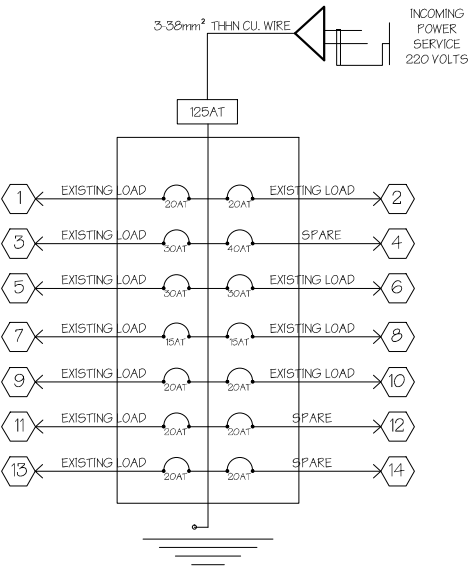 3-38mm² THHN CU. WIRE
INCOMING
POWER
SERVICE
220 VOLTS
125AT
1 EXISTING LOAD 20AT 20AT EXISTING LOAD 2
3 EXISTING LOAD 30AT 40AT SPARE 4
5 EXISTING LOAD 30AT 30AT EXISTING LOAD 6
7 EXISTING LOAD 15AT 15AT EXISTING LOAD 8
9 EXISTING LOAD 20AT 20AT EXISTING LOAD 10
11 EXISTING LOAD 20AT 20AT SPARE 12
13 EXISTING LOAD 20AT 20AT SPARE 14